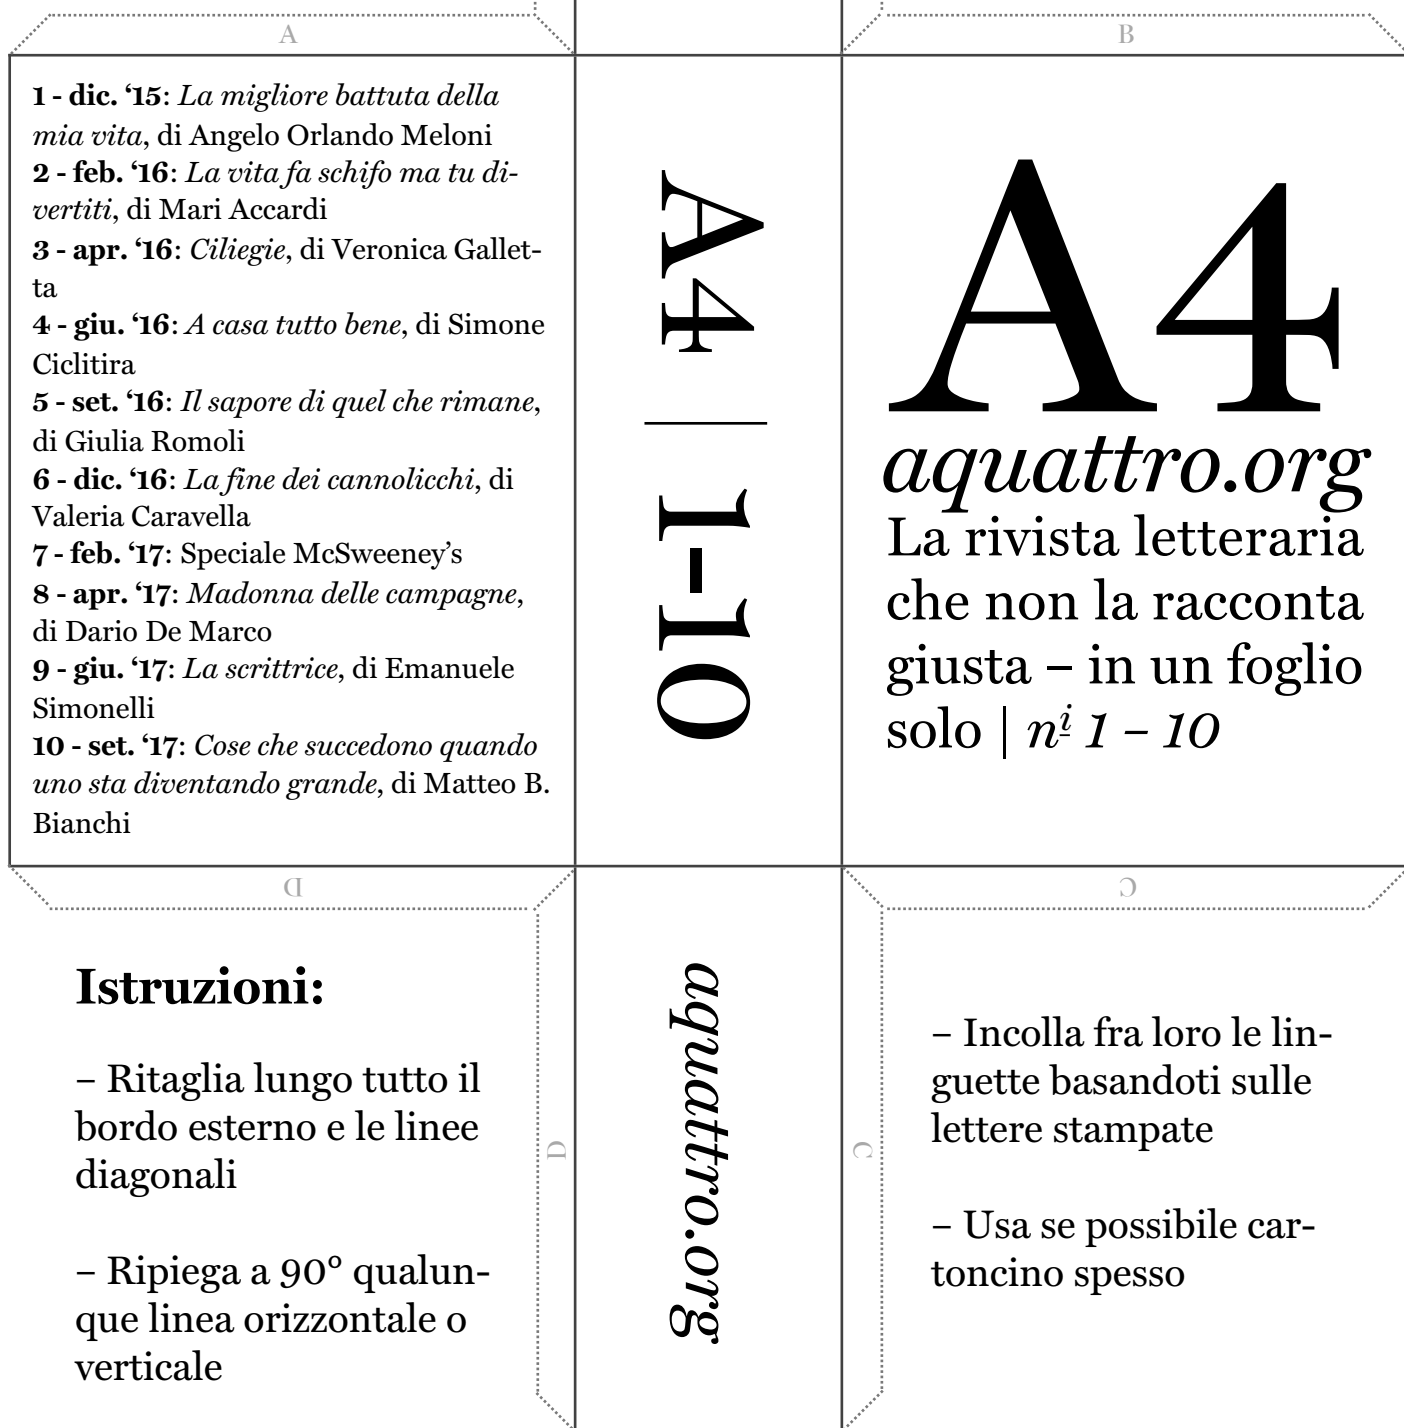 A
B
1 - dic. ‘15: La migliore battuta della
mia vita, di Angelo Orlando Meloni
2 - feb. ‘16: La vita fa schifo ma tu di-
vertiti, di Mari Accardi
3 - apr. ‘16: Ciliegie, di Veronica Gallet-
ta
4 - giu. ‘16: A casa tutto bene, di Simone
Ciclitira
5 - set. ‘16: Il sapore di quel che rimane,
di Giulia Romoli
6 - dic. ‘16: La fine dei cannolicchi, di
Valeria Caravella
7 - feb. ‘17: Speciale McSweeney’s
8 - apr. ‘17: Madonna delle campagne,
di Dario De Marco
9 - giu. ‘17: La scrittrice, di Emanuele
Simonelli
10 - set. ‘17: Cose che succedono quando
uno sta diventando grande, di Matteo B.
Bianchi
A4 | 1-10
A4
aquattro.org
La rivista letteraria
che non la racconta
giusta – in un foglio
solo | nⁱ 1 – 10
D
C
Istruzioni:
– Ritaglia lungo tutto il
bordo esterno e le linee
diagonali
– Ripiega a 90° qualun-
que linea orizzontale o
verticale
D
aquattro.org
C
– Incolla fra loro le lin-
guette basandoti sulle
lettere stampate
– Usa se possibile car-
toncino spesso